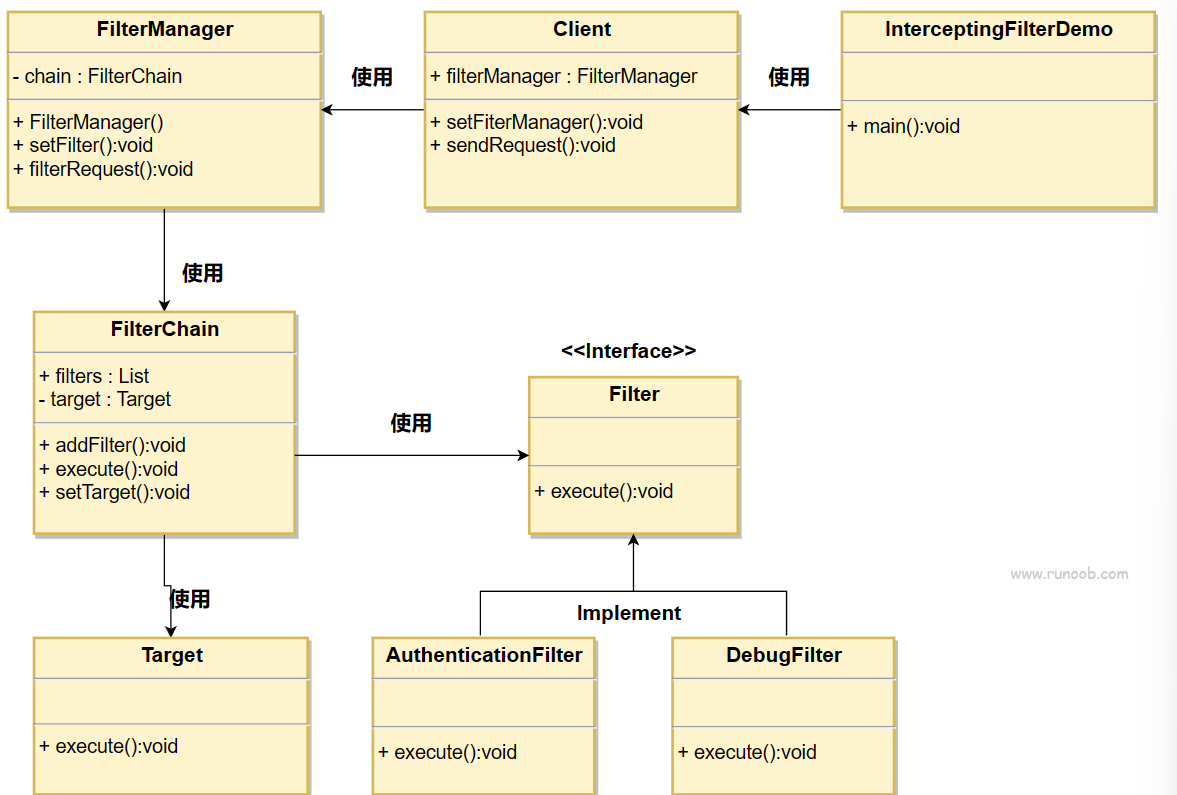 FilterManager
- chain : FilterChain
+ FilterManager()
+ setFilter():void
+ filterRequest():void
使用
Client
+ filterManager : FilterManager
+ setFiterManager():void
+ sendRequest():void
使用
InterceptingFilterDemo
+ main():void
使用
FilterChain
+ filters : List
- target : Target
+ addFilter():void
+ execute():void
+ setTarget():void
使用
<<Interface>>
Filter
+ execute():void
www.runoob.com
使用
Implement
Target
+ execute():void
AuthenticationFilter
+ execute():void
DebugFilter
+ execute():void